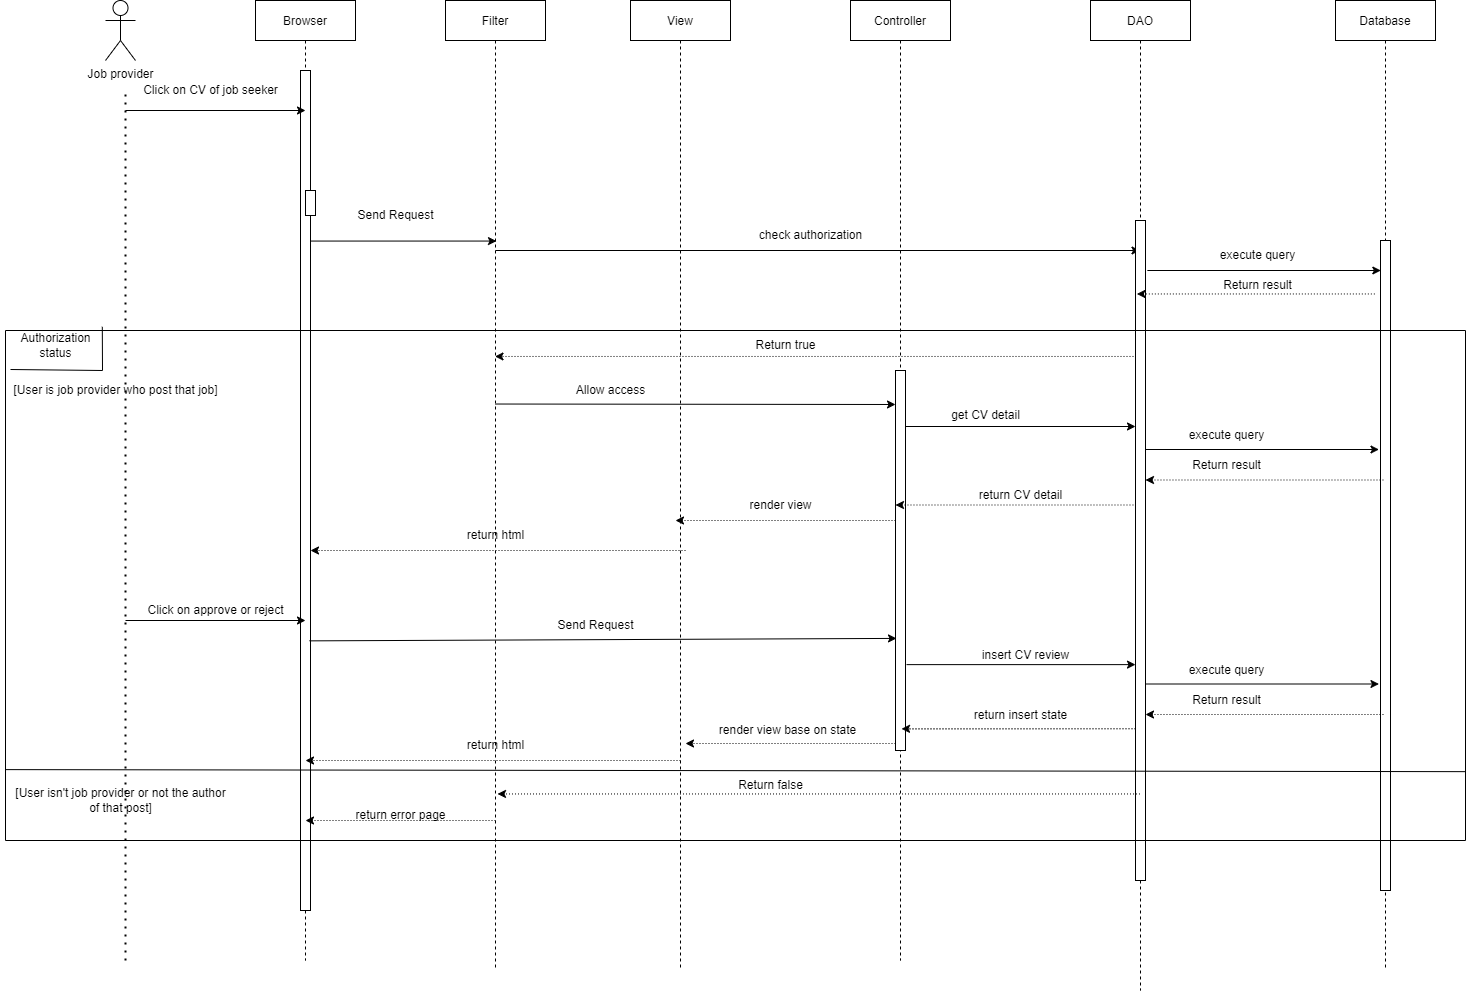 Browser
Filter
View
Controller
DAO
Database
Job provider
Click on CV of job seeker
Send Request
check authorization
execute query
Return result
Authorization
status
Return true
[User is job provider who post that job]
Allow access
get CV detail
execute query
Return result
return CV detail
render view
return html
Click on approve or reject
Send Request
insert CV review
execute query
Return result
return insert state
render view base on state
return html
Return false
[User isn't job provider or not the author
of that post]
return error page